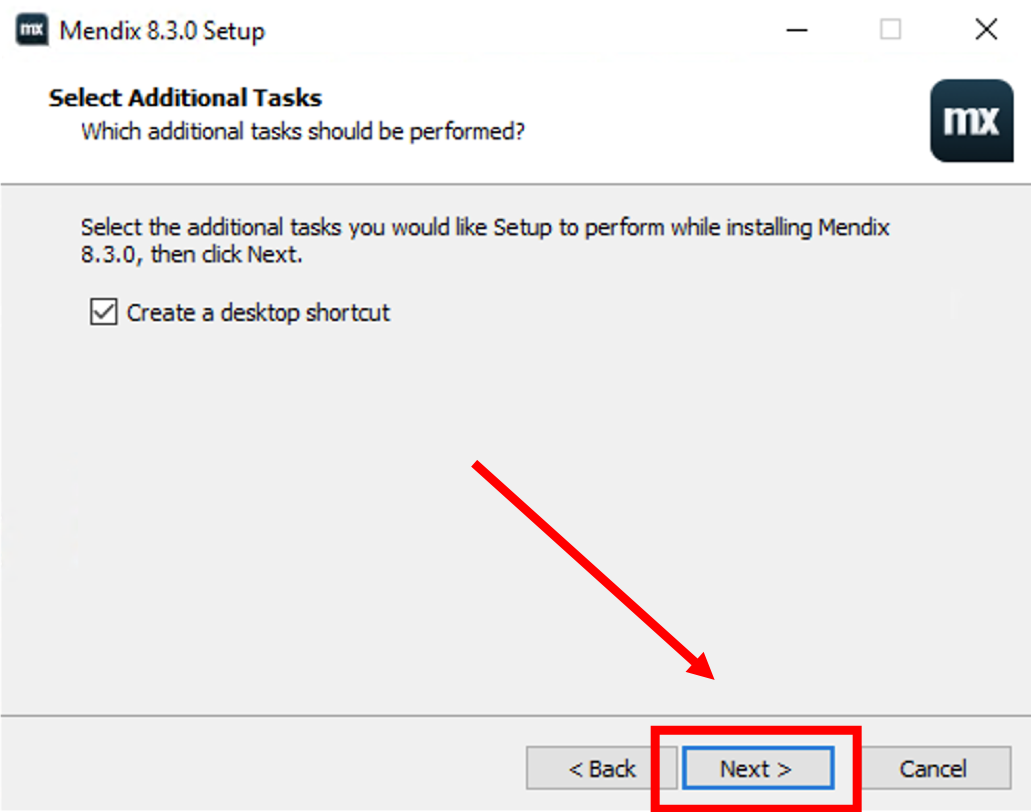 mx Mendix 8.3.0 Setup
Select Additional Tasks
Which additional tasks should be performed?
mx
Select the additional tasks you would like Setup to perform while installing Mendix
8.3.0, then click Next.
Create a desktop shortcut
< Back Next > Cancel